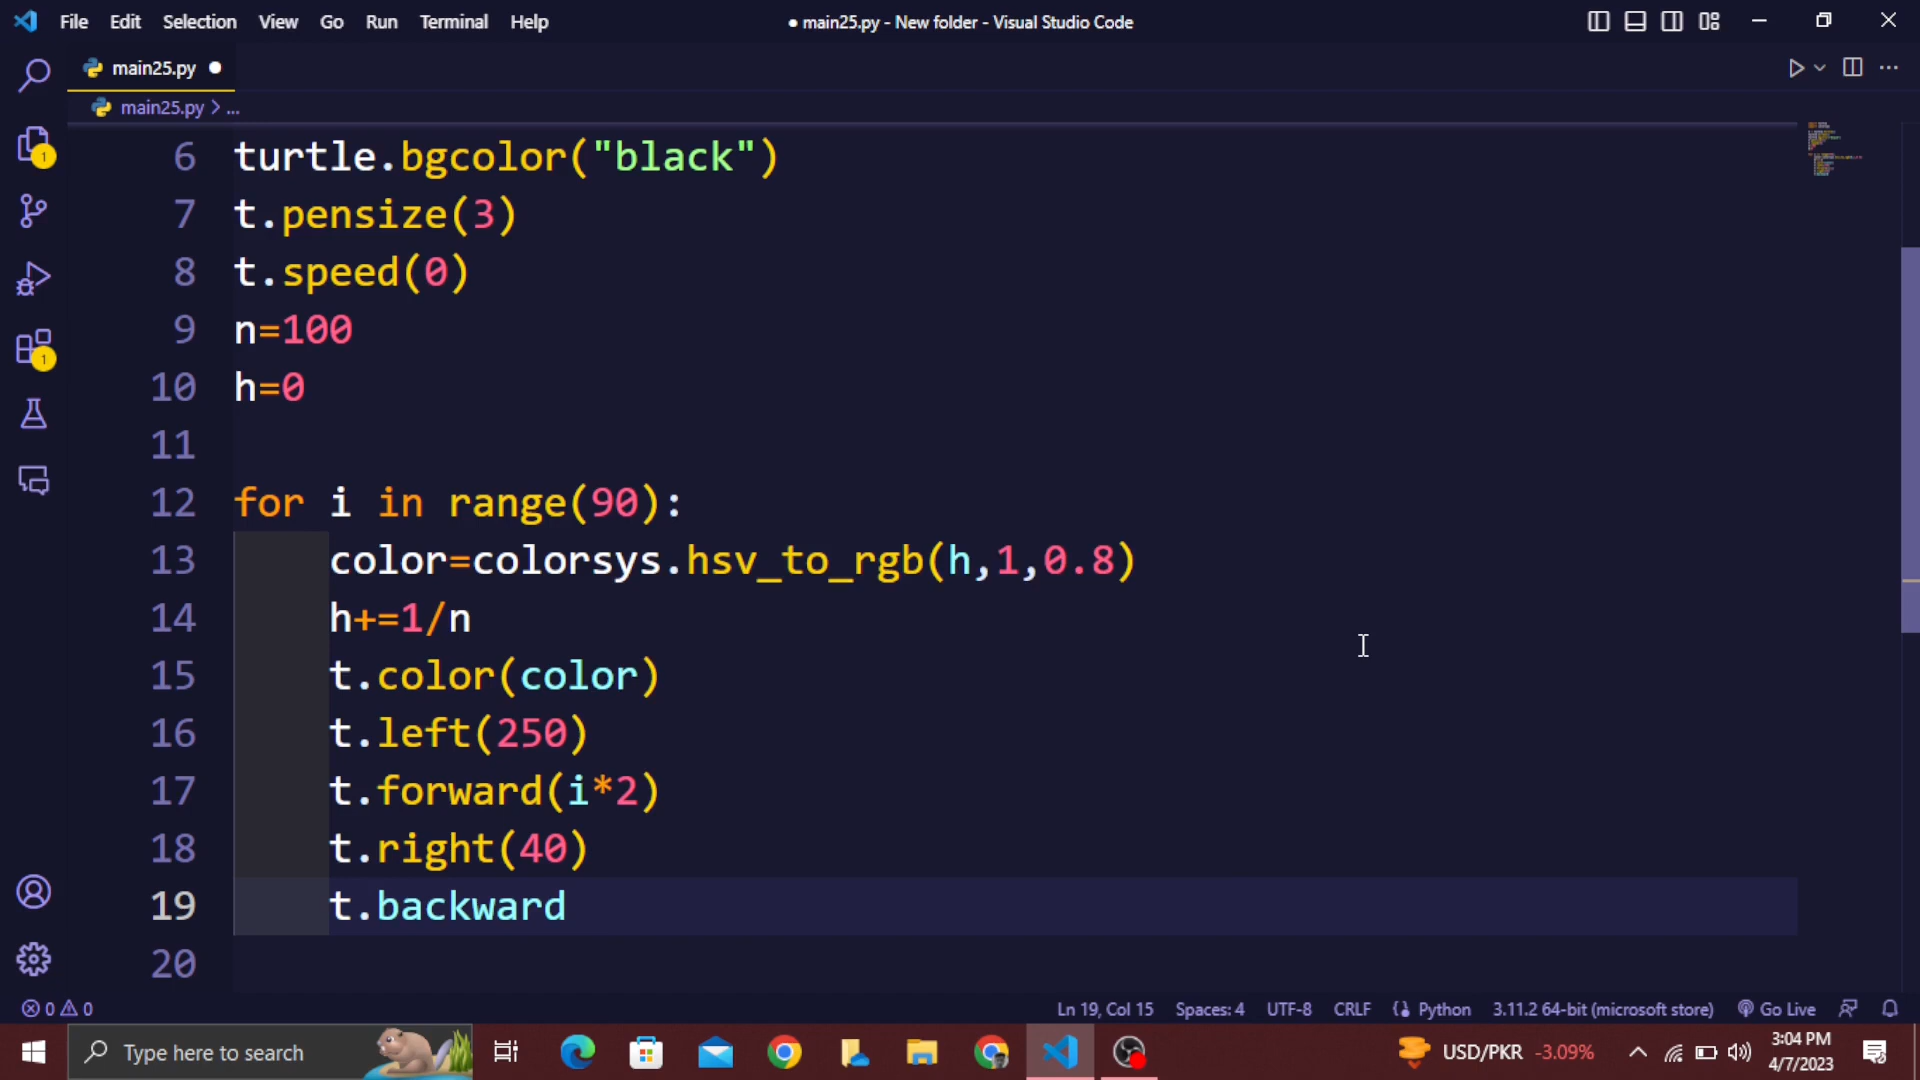 File Edit Selection View Go Run Terminal Help
● main25.py - New folder - Visual Studio Code
main25.py ●
main25.py > ...
6 turtle.bgcolor("black")
7 t.pensize(3)
8 t.speed(0)
9 n=100
10 h=0
11
12 for i in range(90):
13 color=colorsys.hsv_to_rgb(h,1,0.8)
14 h+=1/n
15 t.color(color)
16 t.left(250)
17 t.forward(i*2)
18 t.right(40)
19 t.backward
20
1
1
0 0 Ln 19, Col 15 Spaces: 4 UTF-8 CRLF Python 3.11.2 64-bit (microsoft store) Go Live
Type here to search USD/PKR -3.09% 3:04 PM
4/7/2023